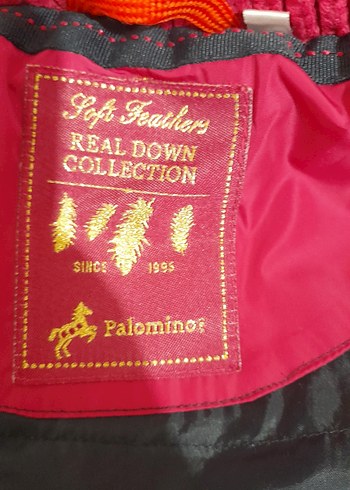 Soft Feathers
REAL DOWN
COLLECTION
SINCE 1995
Palomino®